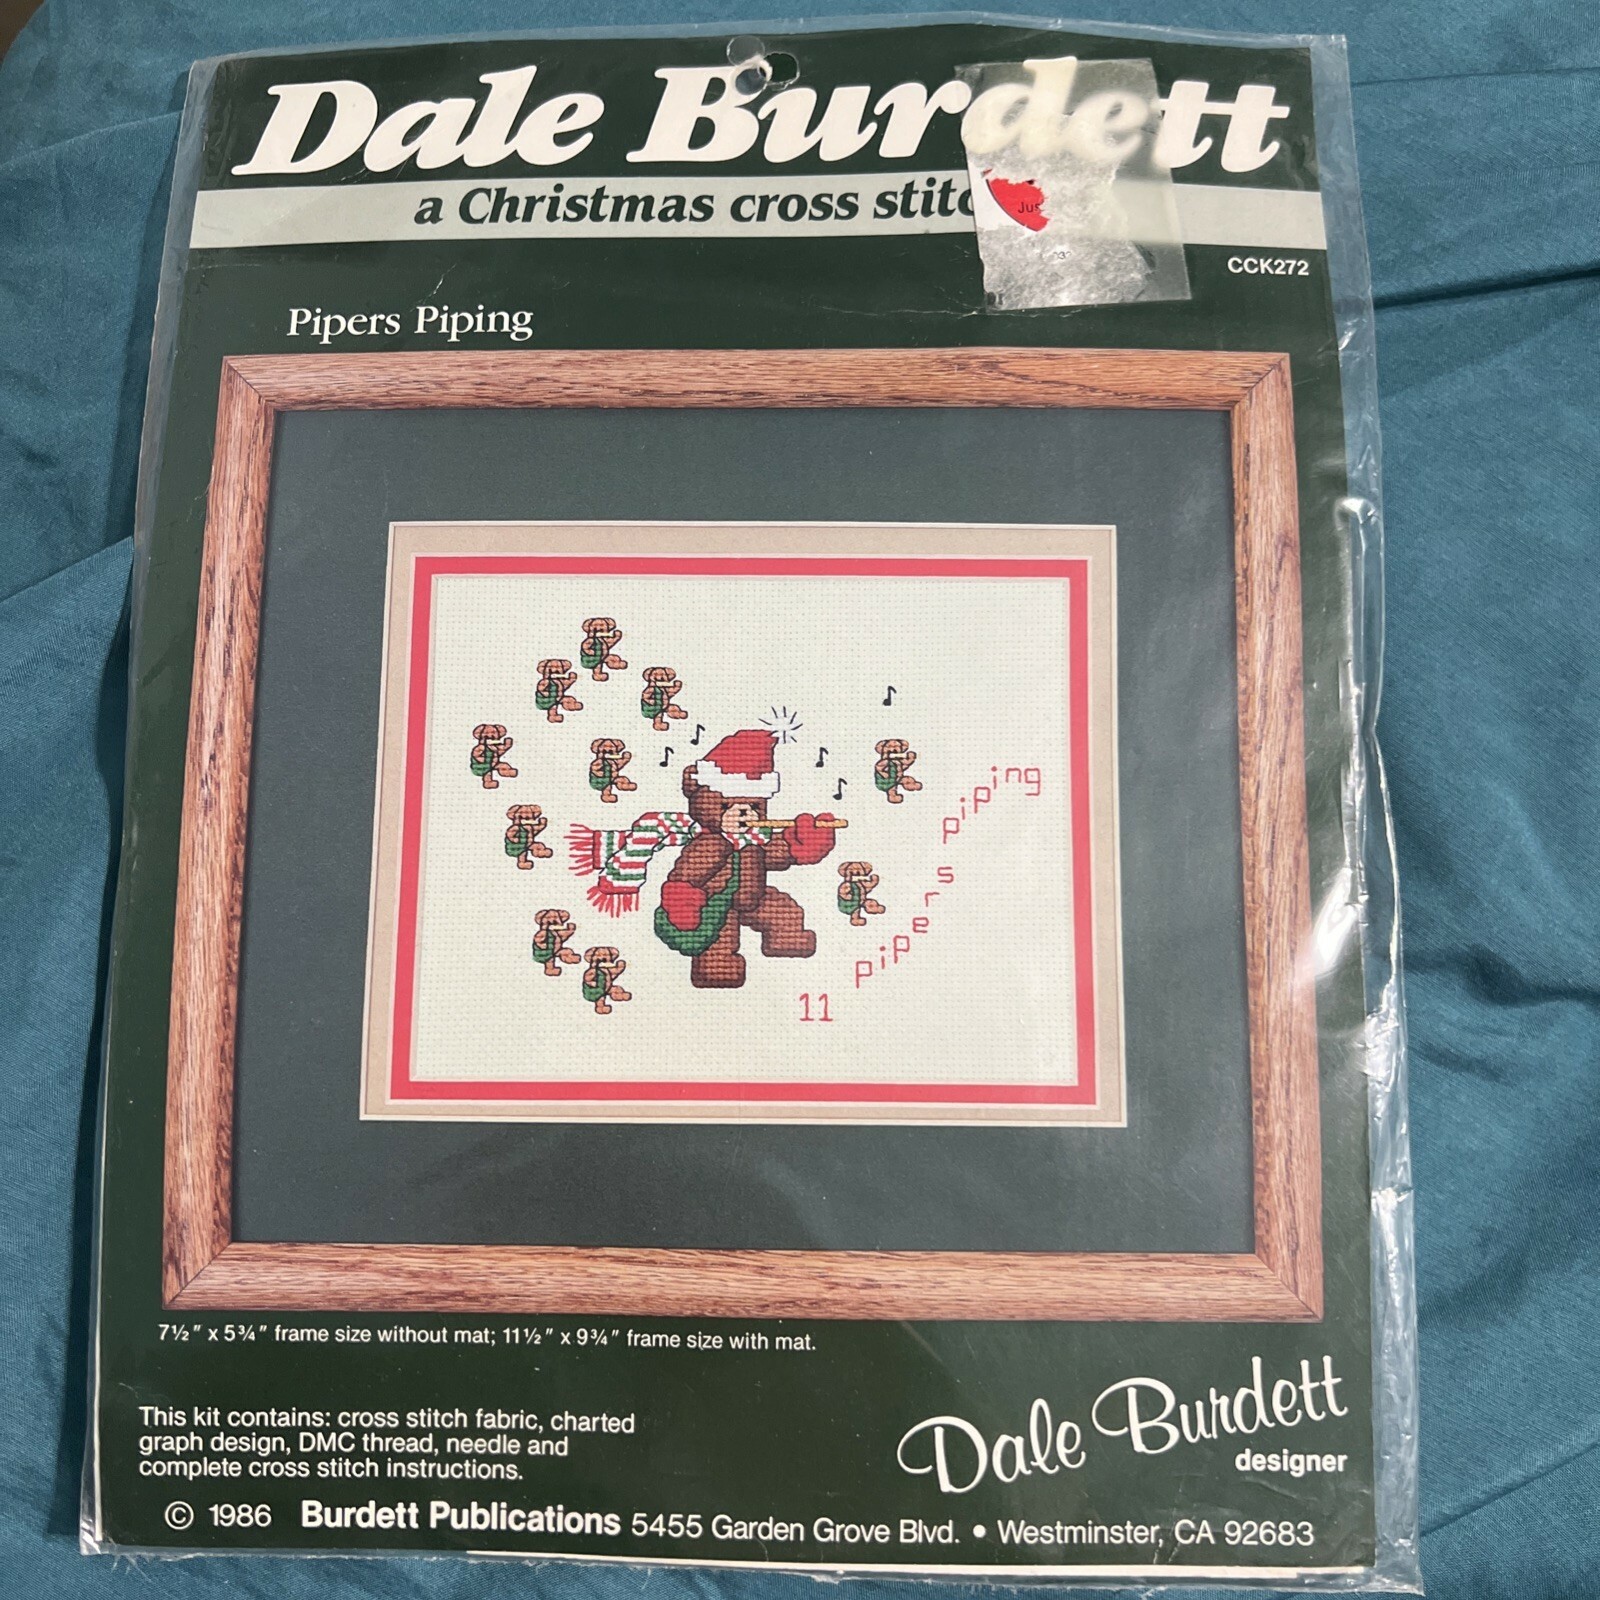 Dale Burdett
a Christmas cross stitc
Jus
CCK272
Pipers Piping
11 pipers piping
7½" x 5¾" frame size without mat; 11½" x 9¾" frame size with mat.
This kit contains: cross stitch fabric, charted
graph design, DMC thread, needle and
complete cross stitch instructions.
Dale Burdett
designer
© 1986 Burdett Publications 5455 Garden Grove Blvd. • Westminster, CA 92683